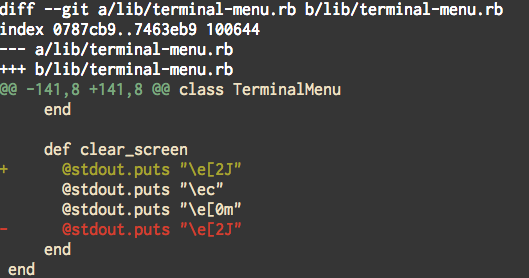 diff --git a/lib/terminal-menu.rb b/lib/terminal-menu.rb
index 0787cb9..7463eb9 100644
--- a/lib/terminal-menu.rb
+++ b/lib/terminal-menu.rb
@@ -141,8 +141,8 @@ class TerminalMenu
     end

     def clear_screen
+      @stdout.puts "\e[2J"
       @stdout.puts "\ec"
       @stdout.puts "\e[0m"
-      @stdout.puts "\e[2J"
     end
 end